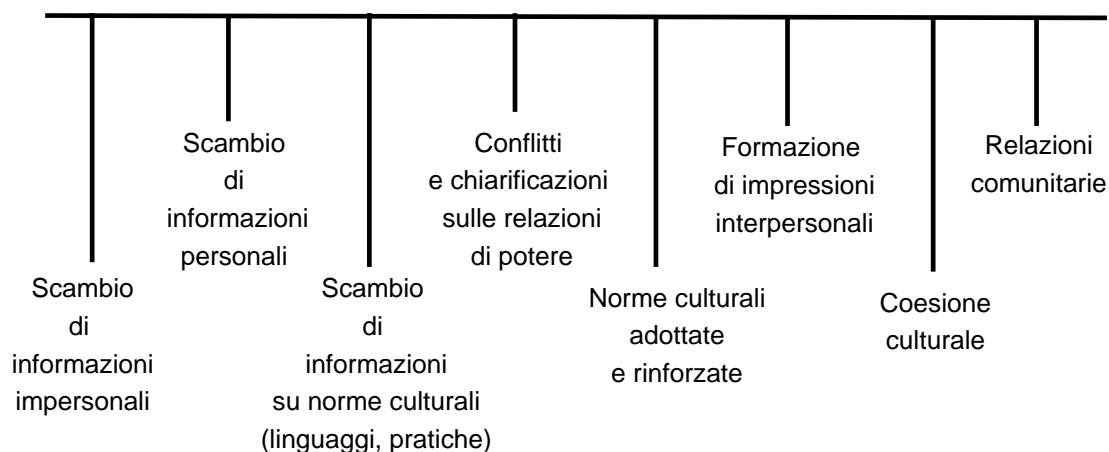 Scambio
di
informazioni
impersonali
Scambio
di
informazioni
personali
Scambio
di
informazioni
su norme culturali
(linguaggi, pratiche)
Conflitti
e chiarificazioni
sulle relazioni
di potere
Norme culturali
adottate
e rinforzate
Formazione
di impressioni
interpersonali
Coesione
culturale
Relazioni
comunitarie